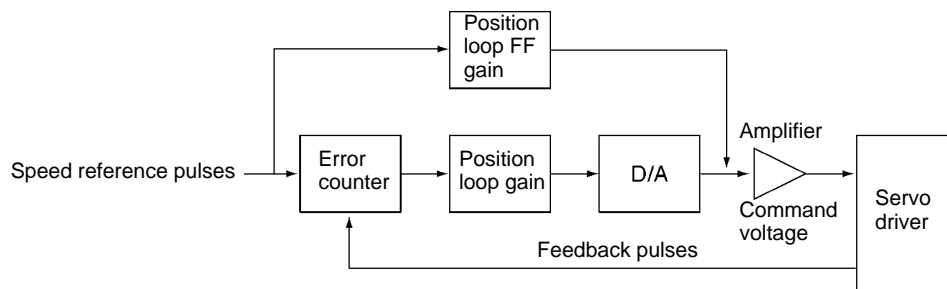 Position
loop FF
gain
Speed reference pulses
Error
counter
Position
loop gain
D/A
Amplifier
Command
voltage
Servo
driver
Feedback pulses